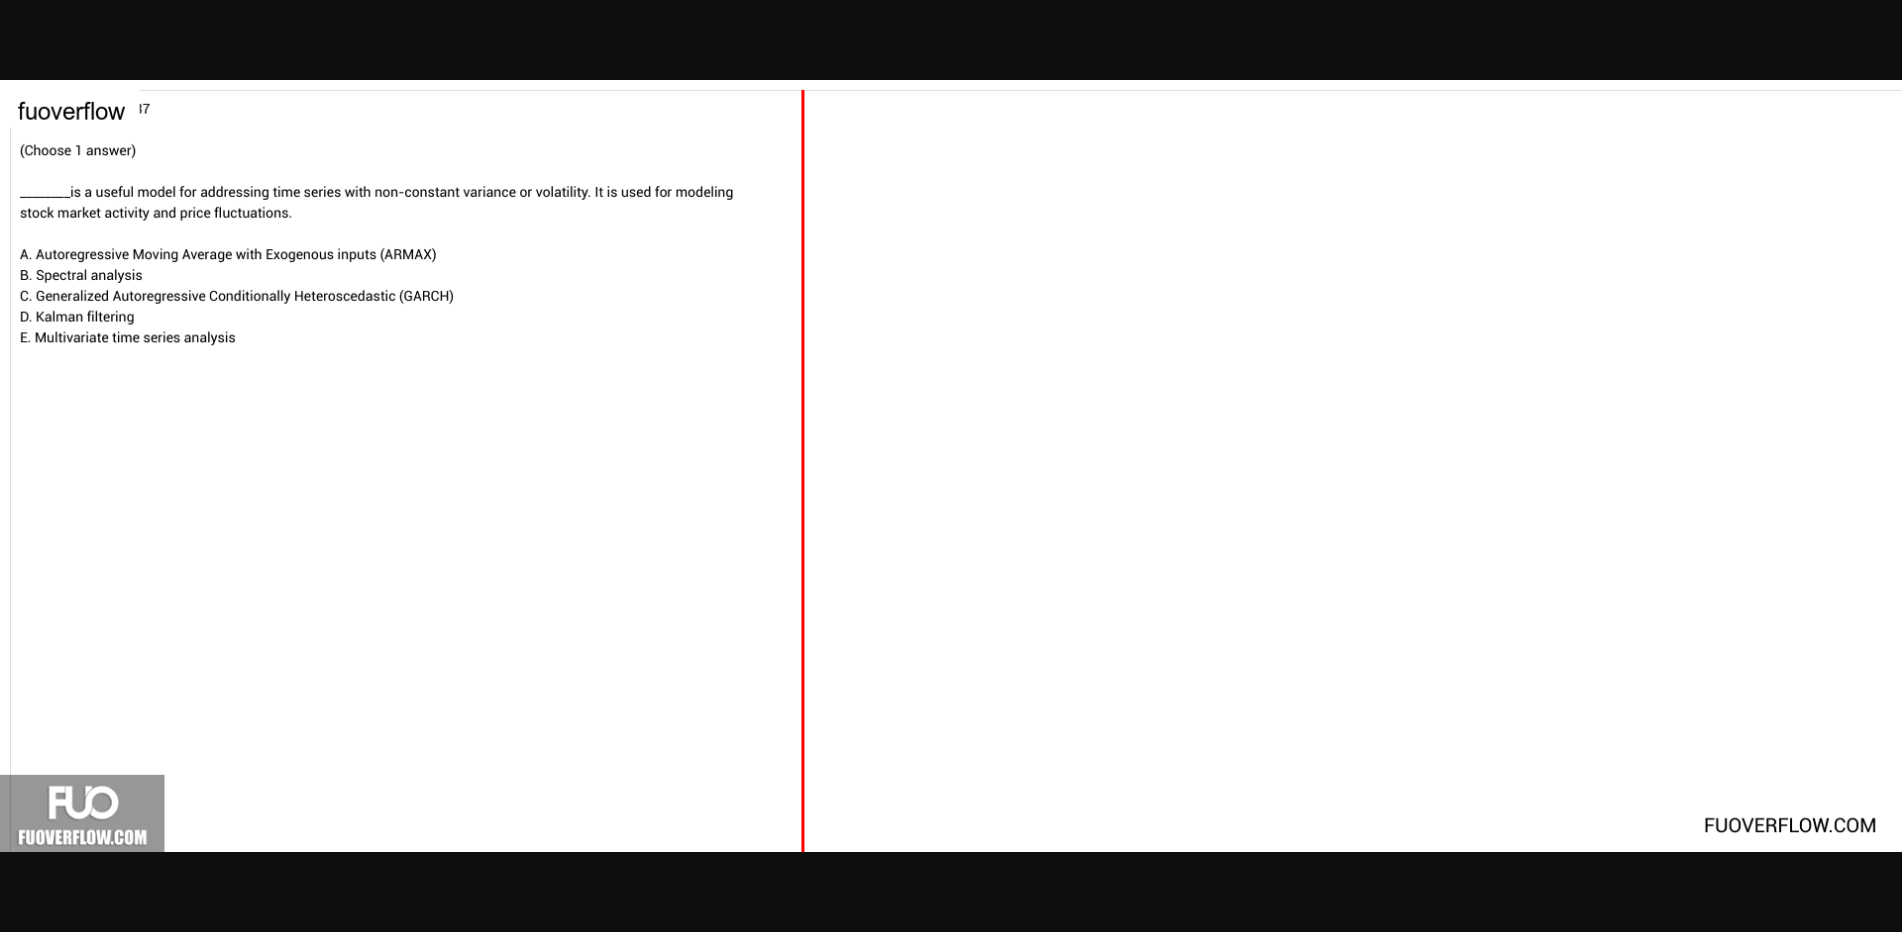 fuoverflow 37
(Choose 1 answer)
________is a useful model for addressing time series with non-constant variance or volatility. It is used for modeling
stock market activity and price fluctuations.
A. Autoregressive Moving Average with Exogenous inputs (ARMAX)
B. Spectral analysis
C. Generalized Autoregressive Conditionally Heteroscedastic (GARCH)
D. Kalman filtering
E. Multivariate time series analysis
FUO
FUOVERFLOW.COM
FUOVERFLOW.COM